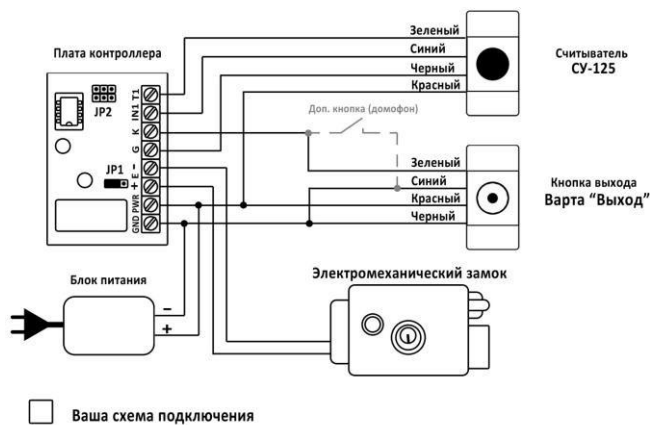 Плата контроллера
JP2
JP1
T1
IN1
K
G
E
-
+
PWR
GND
Зеленый
Синий
Черный
Красный
Считыватель
СУ-125
Доп. кнопка (домофон)
Зеленый
Синий
Красный
Черный
Кнопка выхода
Варта “Выход”
Блок питания
–
+
Электромеханический замок
Ваша схема подключения